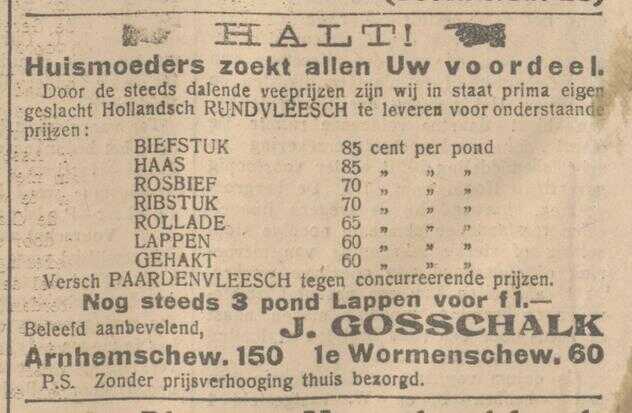 HALT!
Huismoeders zoekt allen Uw voordeel.
Door de steeds dalende veeprijzen zijn wij in staat prima eigen
geslacht Hollandsch RUNDVLEESCH te leveren voor onderstaande
prijzen:
BIEFSTUK 85 cent per pond
HAAS 85 „ „ „
ROSBIEF 70 „ „ „
RIBSTUK 70 „ „ „
ROLLADE 65 „ „ „
LAPPEN 60 „ „ „
GEHAKT 60 „ „ „
Versch PAARDENVLEESCH tegen concurreerende prijzen.
Nog steeds 3 pond Lappen voor f1.—
Beleefd aanbevelend, J. GOSSCHALK
Arnhemschew. 150 1e Wormenschew. 60
P.S. Zonder prijsverhooging thuis bezorgd.